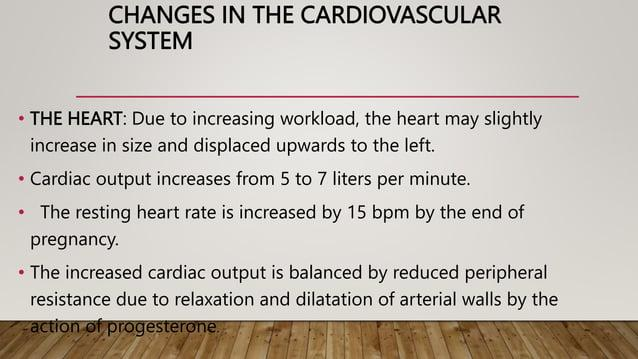 CHANGES IN THE CARDIOVASCULAR
SYSTEM
• THE HEART: Due to increasing workload, the heart may slightly
increase in size and displaced upwards to the left.
• Cardiac output increases from 5 to 7 liters per minute.
• The resting heart rate is increased by 15 bpm by the end of
pregnancy.
• The increased cardiac output is balanced by reduced peripheral
resistance due to relaxation and dilatation of arterial walls by the
action of progesterone.